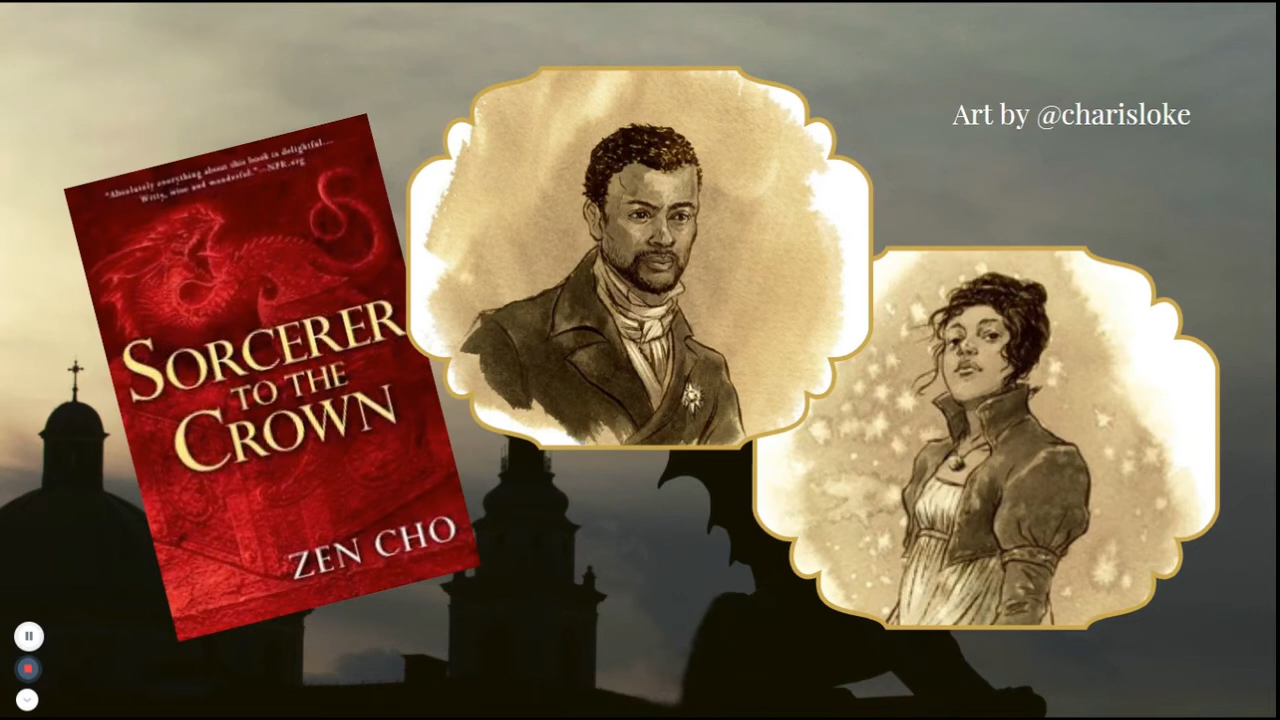 "Absolutely everything about this book is delightful....
Witty, wise and wonderful." —NPR.org
SORCERER
TO THE
CROWN
ZEN CHO
Art by @charisloke